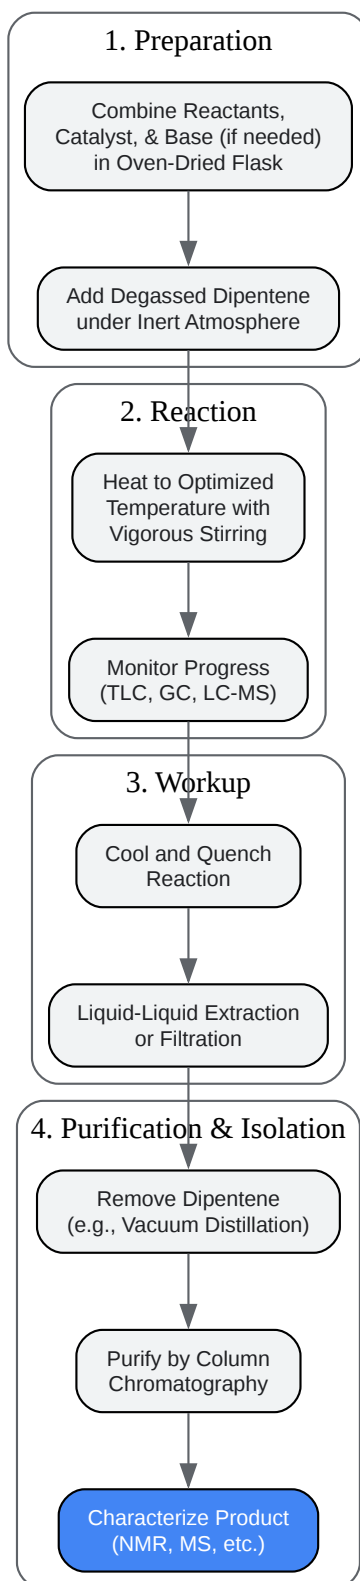 1. Preparation
Combine Reactants,
Catalyst, & Base (if needed)
in Oven-Dried Flask
Add Degassed Dipentene
under Inert Atmosphere
2. Reaction
Heat to Optimized
Temperature with
Vigorous Stirring
Monitor Progress
(TLC, GC, LC-MS)
3. Workup
Cool and Quench
Reaction
Liquid-Liquid Extraction
or Filtration
4. Purification & Isolation
Remove Dipentene
(e.g., Vacuum Distillation)
Purify by Column
Chromatography
Characterize Product
(NMR, MS, etc.)